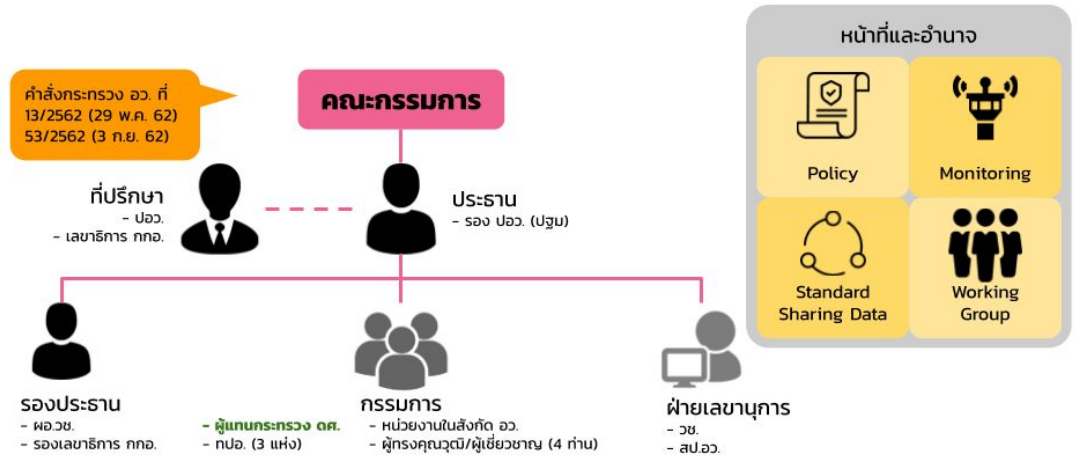 หน้าที่และอำนาจ
คำสั่งกระทรวง อว. ที่
13/2562 (29 พ.ค. 62)
53/2562 (3 ก.ย. 62)
คณะกรรมการ
Policy
Monitoring
ที่ปรึกษา
- ปอว.
- เลขาธิการ กกอ.
ประธาน
- รอง ปอว. (ปฐม)
Standard
Sharing Data
Working
Group
รองประธาน
- ผอ.วช.
- รองเลขาธิการ กกอ.
กรรมการ
- ผู้แทนกระทรวง ดศ.
- ทปอ. (3 แห่ง)
- หน่วยงานในสังกัด อว.
- ผู้ทรงคุณวุฒิ/ผู้เชี่ยวชาญ (4 ท่าน)
ฝ่ายเลขานุการ
- วช.
- สป.อว.